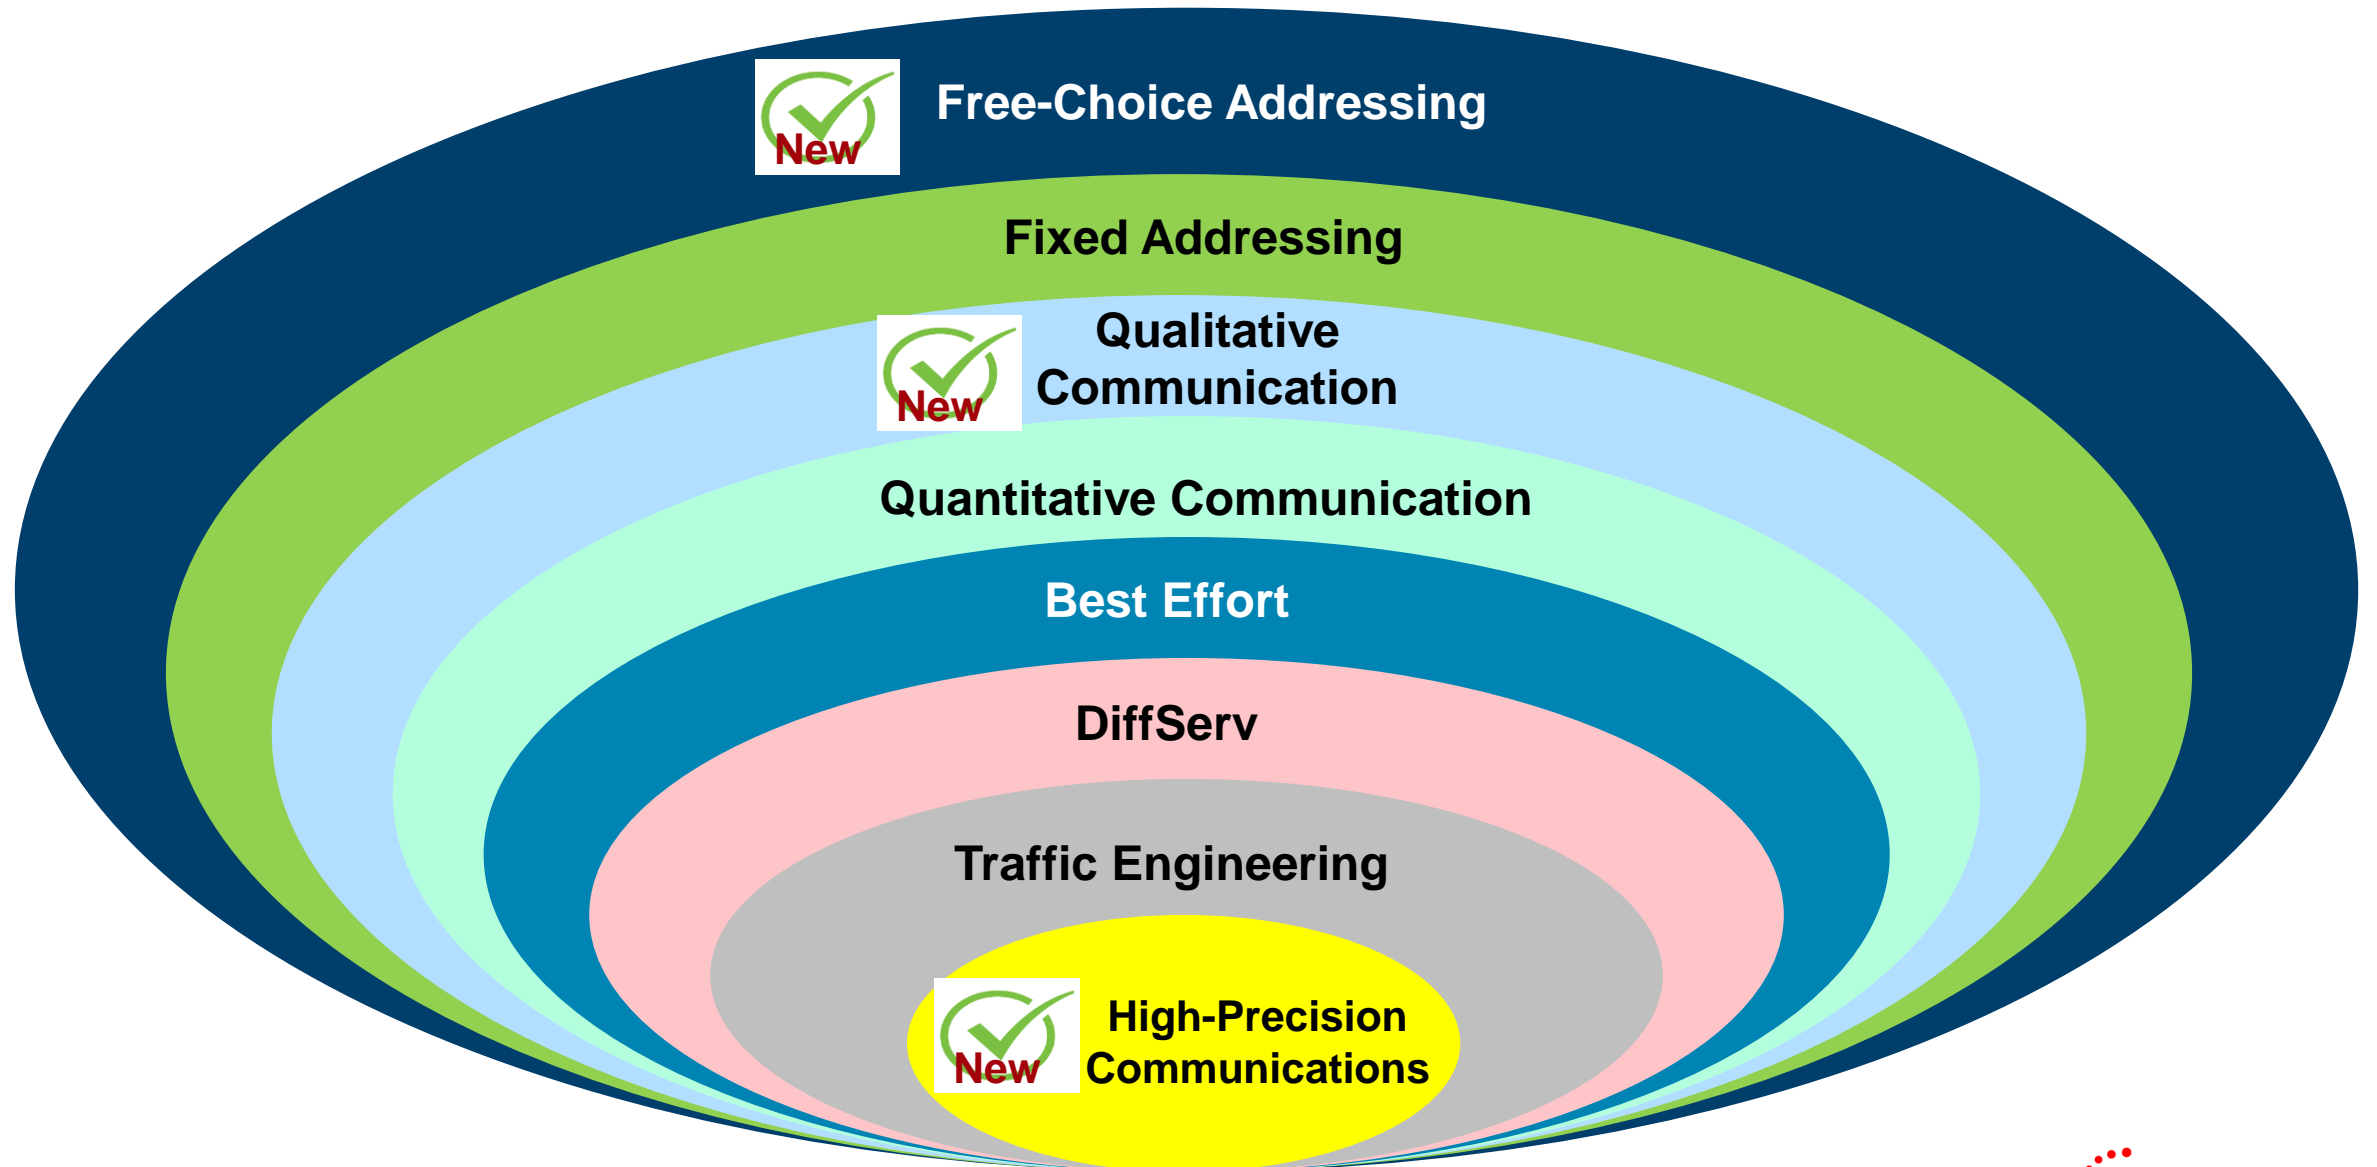 Free-Choice Addressing
New
Fixed Addressing
Qualitative
Communication
New
Quantitative Communication
Best Effort
DiffServ
Traffic Engineering
High-Precision
Communications
New